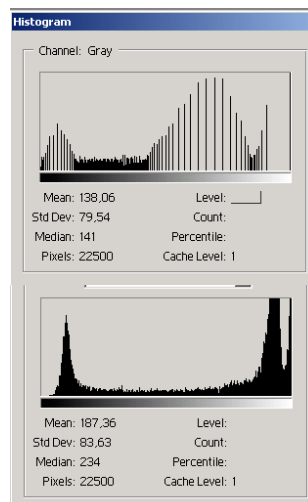 Histogram
Channel: Gray
Mean: 138,06 Level:
Std Dev: 79,54 Count:
Median: 141 Percentile:
Pixels: 22500 Cache Level: 1
Mean: 187,36 Level:
Std Dev: 83,63 Count:
Median: 234 Percentile:
Pixels: 22500 Cache Level: 1